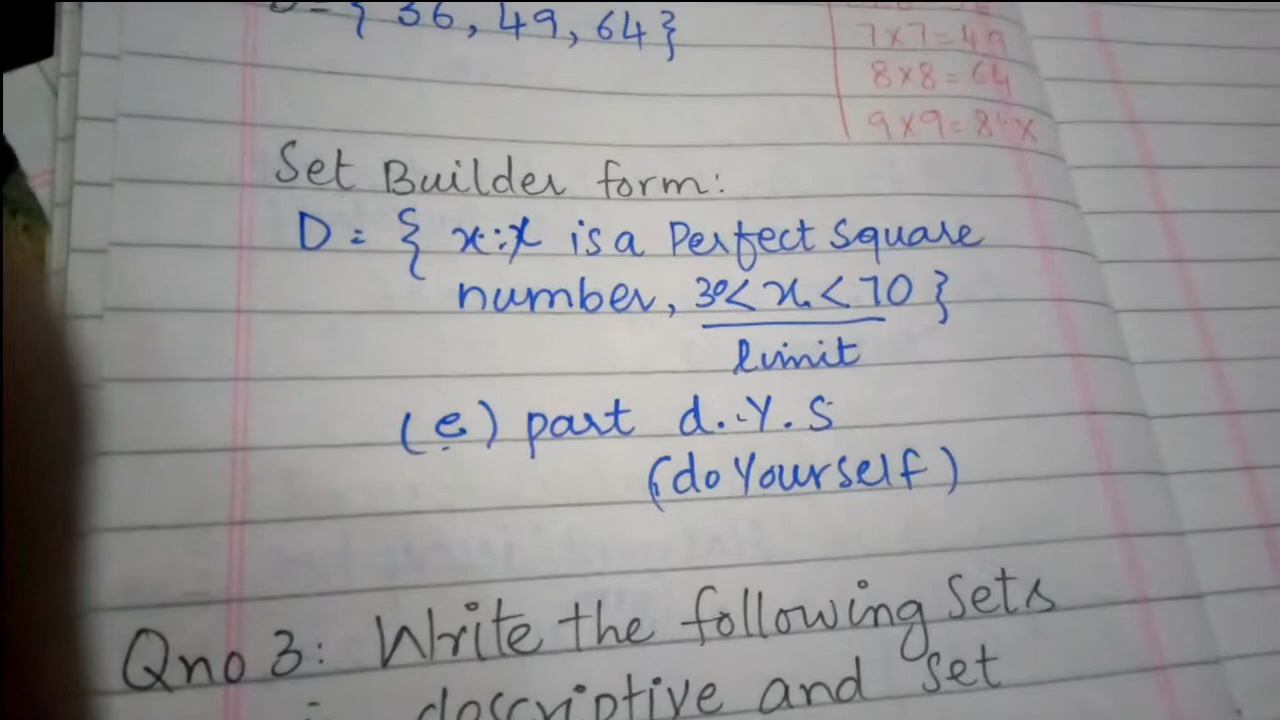 D = { 36, 49, 64}
7x7=49
8x8=64
9x9=81x
Set Builder form:
D = { x:x is a Perfect Square
number, 30<x<70 }
limit
(e) part d..Y.S
(do Yourself)
Qno 3: Write the following Sets
in descriptive and set